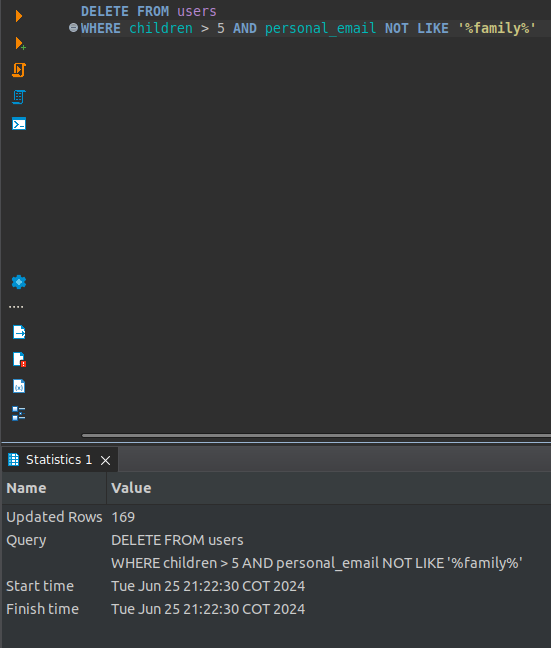 DELETE FROM users
WHERE children > 5 AND personal_email NOT LIKE '%family%'
Statistics 1
Name Value
Updated Rows 169
Query DELETE FROM users
WHERE children > 5 AND personal_email NOT LIKE '%family%'
Start time Tue Jun 25 21:22:30 COT 2024
Finish time Tue Jun 25 21:22:30 COT 2024